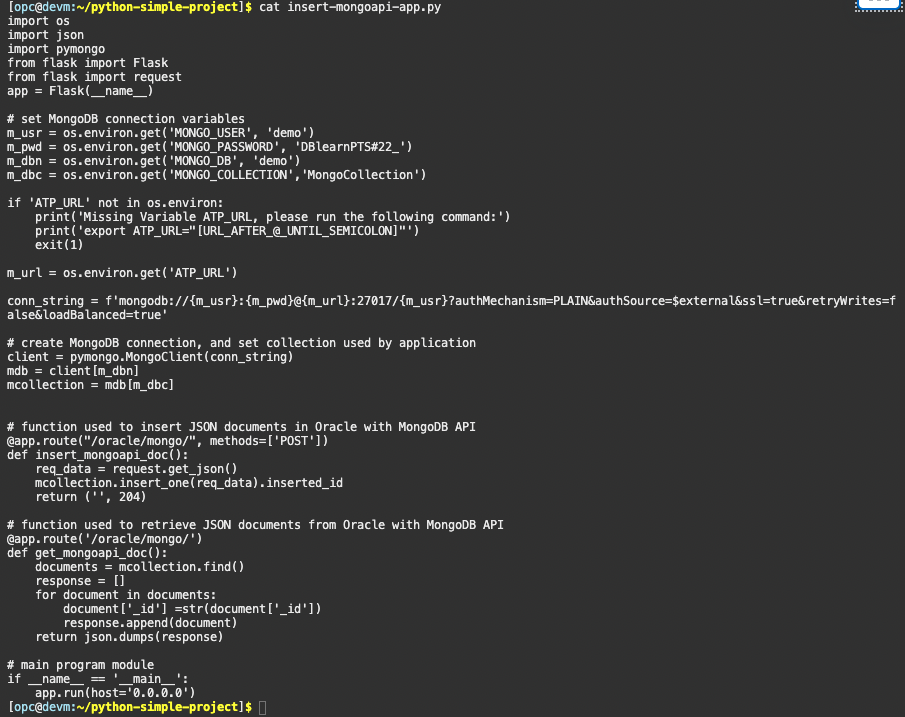 [opc@devm:~/python-simple-project]$ cat insert-mongoapi-app.py
import os
import json
import pymongo
from flask import Flask
from flask import request
app = Flask(__name__)

# set MongoDB connection variables
m_usr = os.environ.get('MONGO_USER', 'demo')
m_pwd = os.environ.get('MONGO_PASSWORD', 'DBlearnPTS#22_')
m_dbn = os.environ.get('MONGO_DB', 'demo')
m_dbc = os.environ.get('MONGO_COLLECTION','MongoCollection')

if 'ATP_URL' not in os.environ:
    print('Missing Variable ATP_URL, please run the following command:')
    print('export ATP_URL="[URL_AFTER_@_UNTIL_SEMICOLON]"')
    exit(1)

m_url = os.environ.get('ATP_URL')

conn_string = f'mongodb://{m_usr}:{m_pwd}@{m_url}:27017/{m_usr}?authMechanism=PLAIN&authSource=$external&ssl=true&retryWrites=f
alse&loadBalanced=true'

# create MongoDB connection, and set collection used by application
client = pymongo.MongoClient(conn_string)
mdb = client[m_dbn]
mcollection = mdb[m_dbc]


# function used to insert JSON documents in Oracle with MongoDB API
@app.route("/oracle/mongo/", methods=['POST'])
def insert_mongoapi_doc():
    req_data = request.get_json()
    mcollection.insert_one(req_data).inserted_id
    return ('', 204)

# function used to retrieve JSON documents from Oracle with MongoDB API
@app.route('/oracle/mongo/')
def get_mongoapi_doc():
    documents = mcollection.find()
    response = []
    for document in documents:
        document['_id'] =str(document['_id'])
        response.append(document)
    return json.dumps(response)

# main program module
if __name__ == '__main__':
    app.run(host='0.0.0.0')
[opc@devm:~/python-simple-project]$